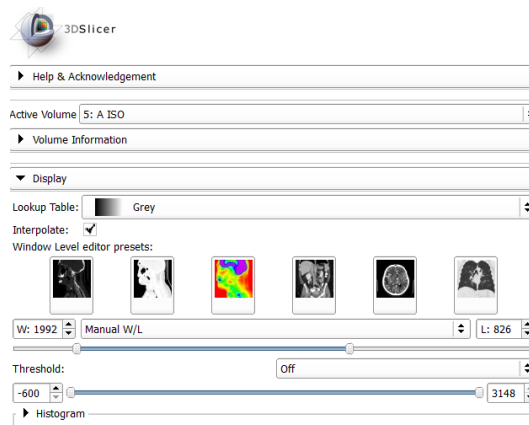 3DSlicer
Help & Acknowledgement
Active Volume 5: A ISO
Volume Information
Display
Lookup Table: Grey
Interpolate:
Window Level editor presets:
W: 1992 Manual W/L L: 826
Threshold: Off
-600 3148
Histogram